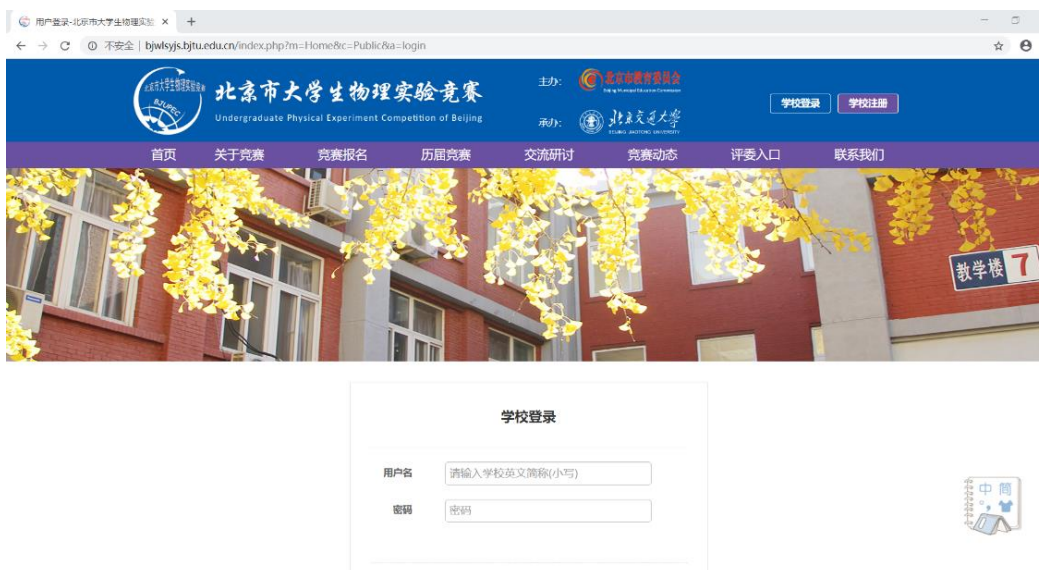 用户登录-北京市大学生物理实验
不安全 | bjwlsyjs.bjtu.edu.cn/index.php?m=Home&c=Public&a=login
BJUPEC
北京市大学生物理实验竞赛
Undergraduate Physical Experiment Competition of Beijing
主办: 北京市教育委员会
承办: 北京交通大学
BEIJING JIAOTONG UNIVERSITY
学校登录 学校注册
首页 关于竞赛 竞赛报名 历届竞赛 交流研讨 竞赛动态 评委入口 联系我们
教学楼 7
学校登录
用户名 请输入学校英文简称(小写)
密码 密码
中 简